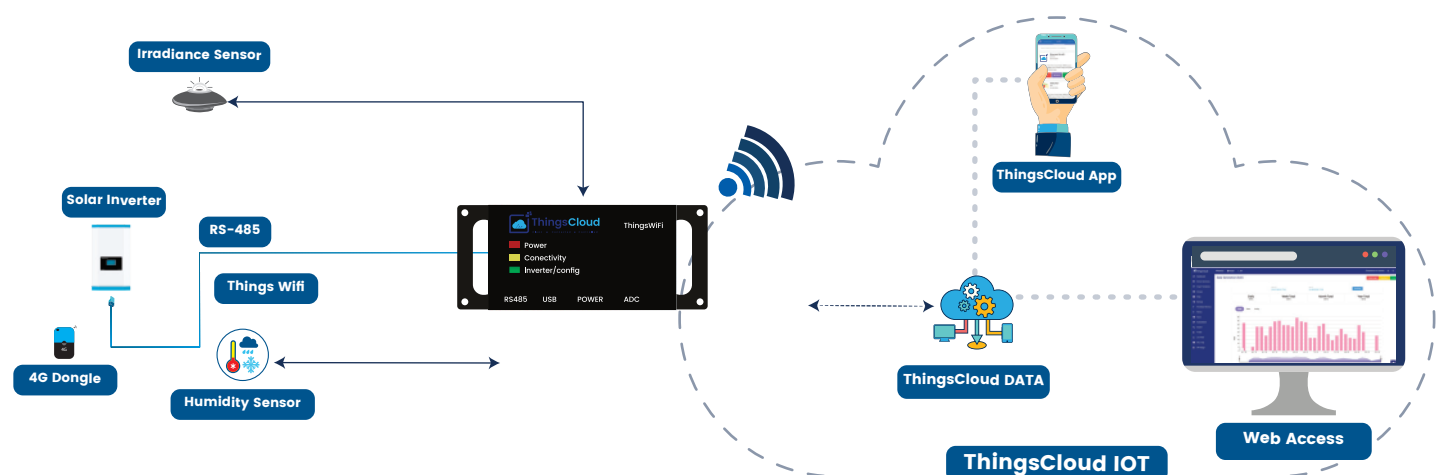 Irradiance Sensor
Solar Inverter
RS-485
Things Wifi
4G Dongle
Humidity Sensor
ThingsCloud
ThingsWiFi
Power
Conectivity
Inverter/config
RS485 USB POWER ADC
ThingsCloud App
ThingsCloud DATA
Web Access
ThingsCloud IOT